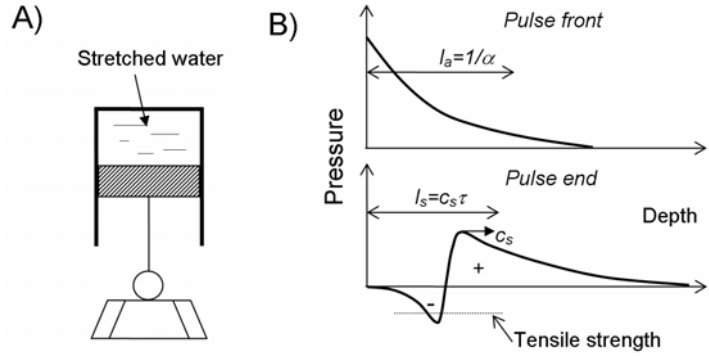 A)
Stretched water
B)
Pulse front
lₐ=1/α
Pressure
Pulse end
lₛ=cₛτ
Depth
cₛ
+
-
Tensile strength